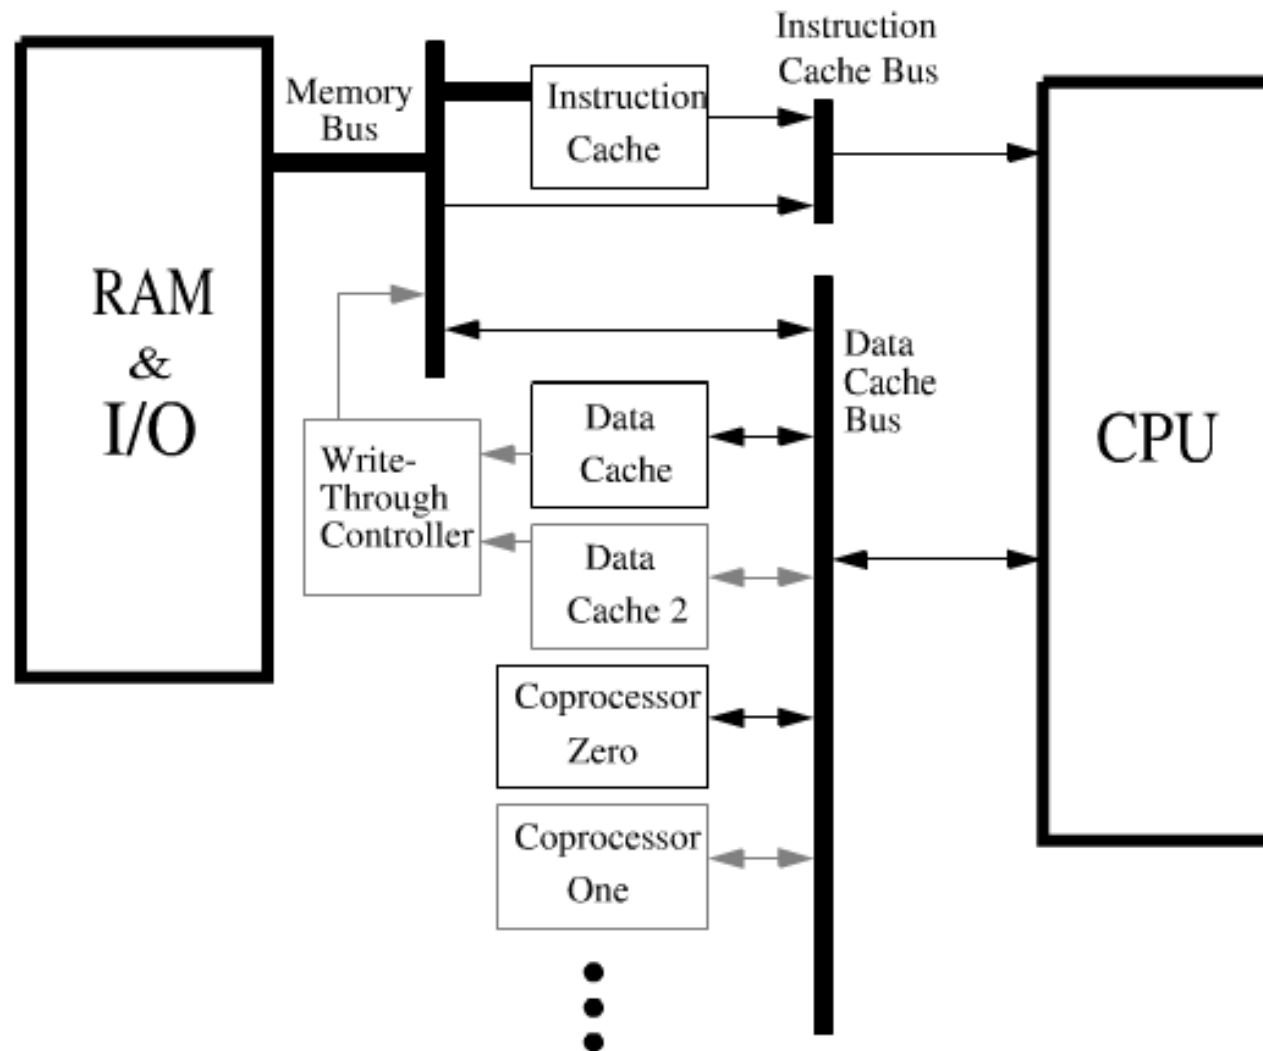 Instruction
Cache Bus
Memory
Bus
Instruction
Cache
RAM
&
I/O
Data
Cache
Bus
CPU
Write-
Through
Controller
Data
Cache
Data
Cache 2
Coprocessor
Zero
Coprocessor
One